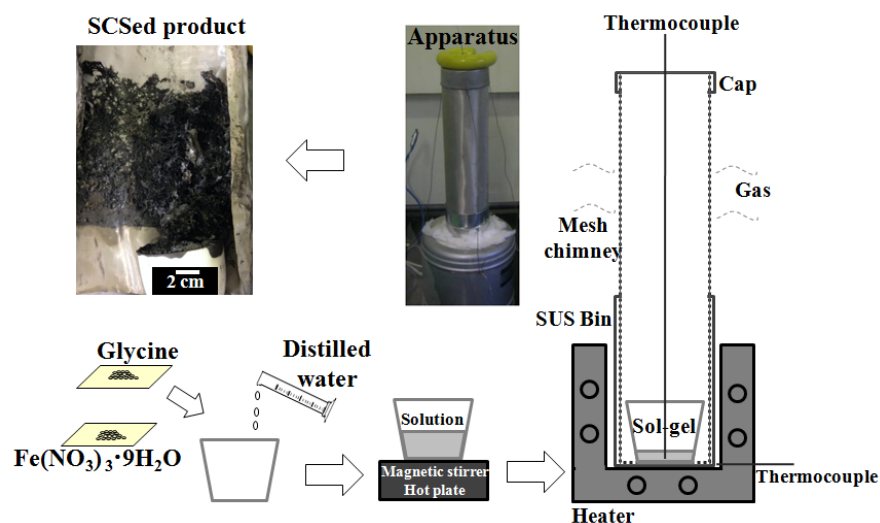 SCSed product
Apparatus
Thermocouple
Cap
Gas
Mesh
chimney
2 cm
SUS Bin
Glycine
Distilled
water
Solution
Sol-gel
Fe(NO₃)₃·9H₂O
Magnetic stirrer
Hot plate
Thermocouple
Heater